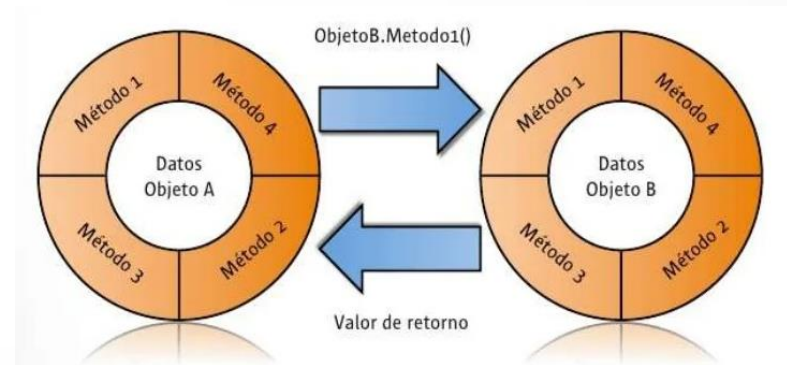 ObjetoB.Metodo1()
Método 1
Método 4
Datos
Objeto A
Método 3
Método 2
Método 1
Método 4
Datos
Objeto B
Método 3
Método 2
Valor de retorno